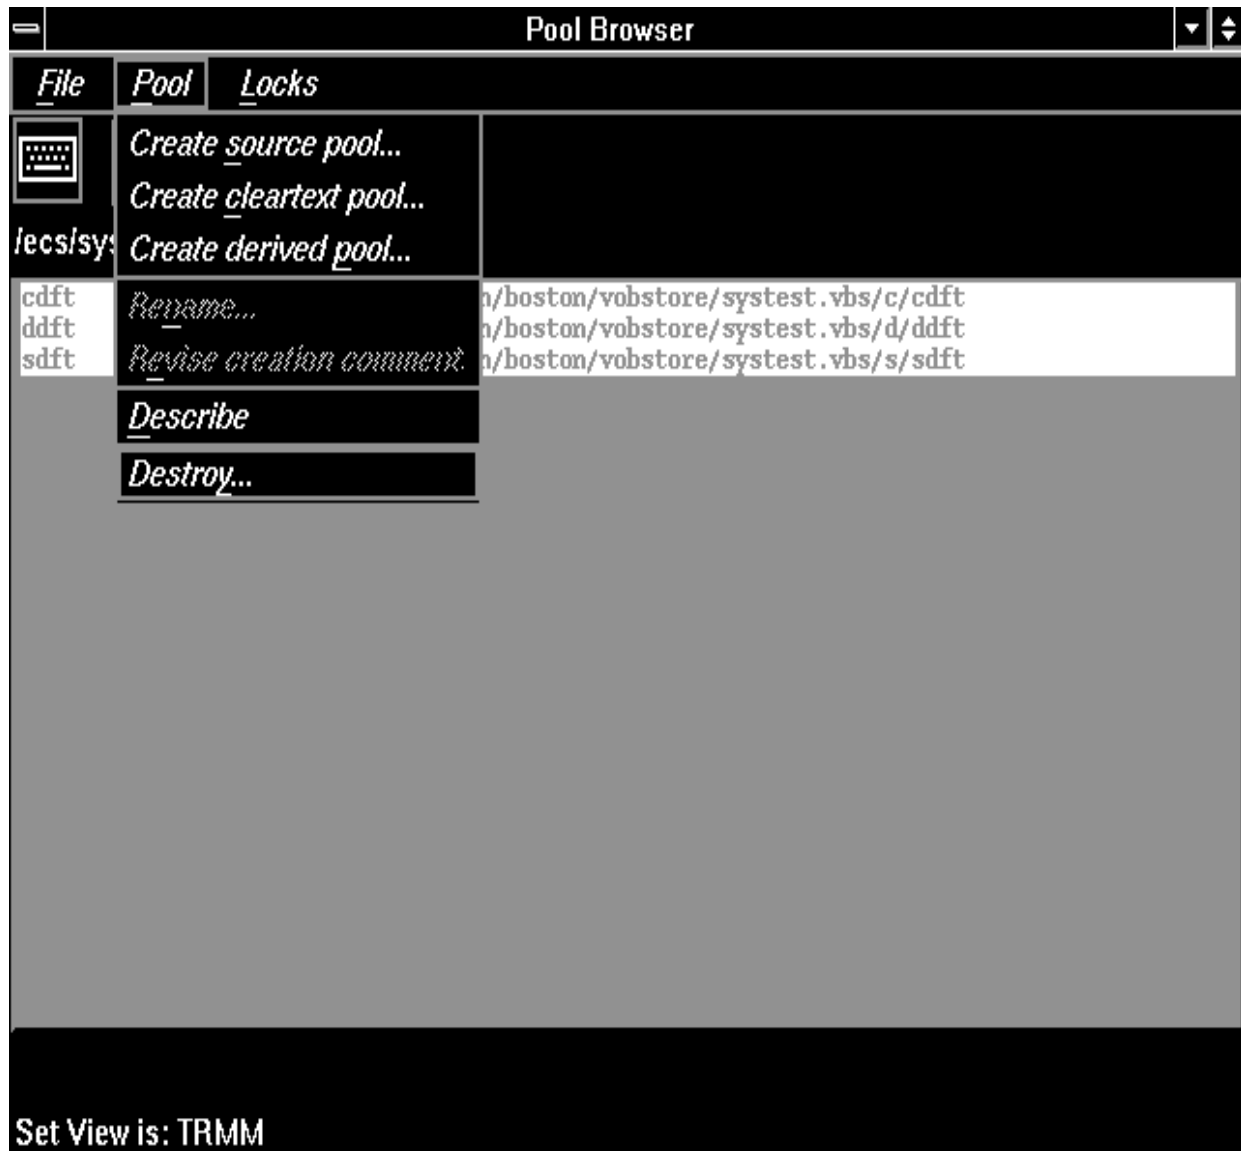 Pool Browser
File Pool Locks
Create source pool...
Create cleartext pool...
/ecs/sys Create derived pool...
cdft Rename... n/boston/vobstore/systest.vbs/c/cdft
ddft n/boston/vobstore/systest.vbs/d/ddft
sdft Revise creation comment. n/boston/vobstore/systest.vbs/s/sdft
Describe
Destroy...
Set View is: TRMM